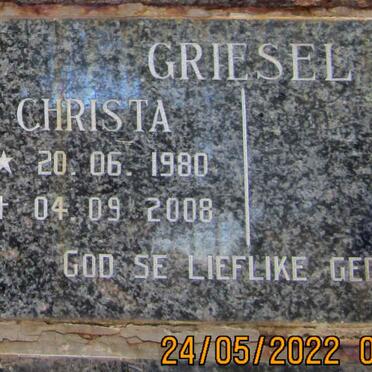 GRIESEL
CHRISTA
★ 20.06.1980
† 04.09.2008
GOD SE LIEFLIKE
24/05/2022